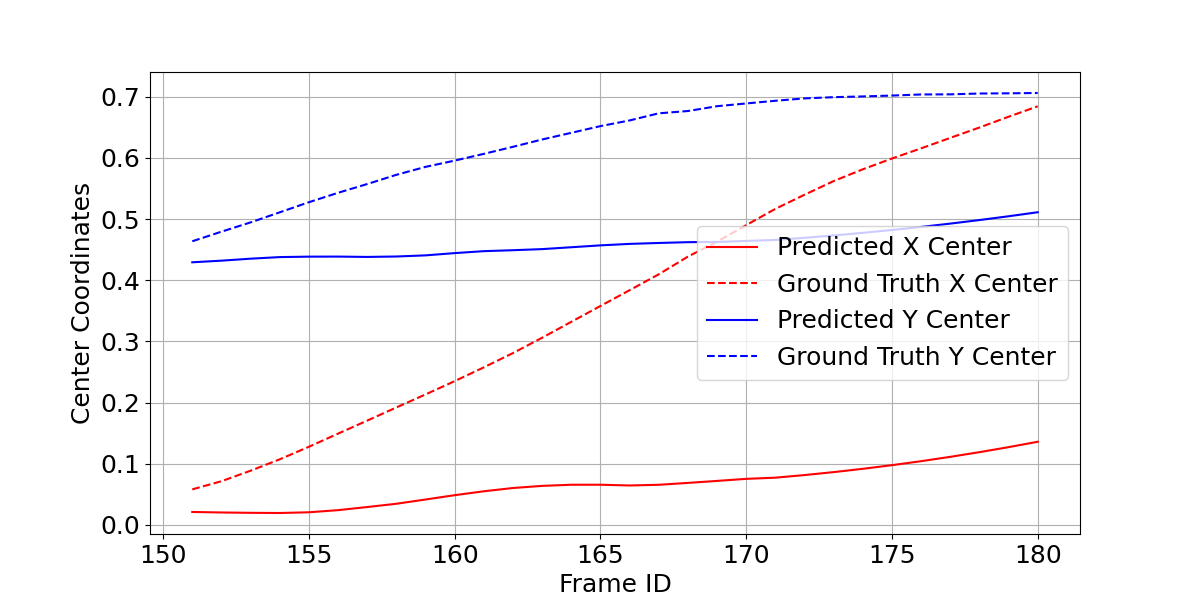 0.7
0.6
0.5
0.4
0.3
0.2
0.1
0.0
Center Coordinates
Predicted X Center
Ground Truth X Center
Predicted Y Center
Ground Truth Y Center
150 155 160 165 170 175 180
Frame ID